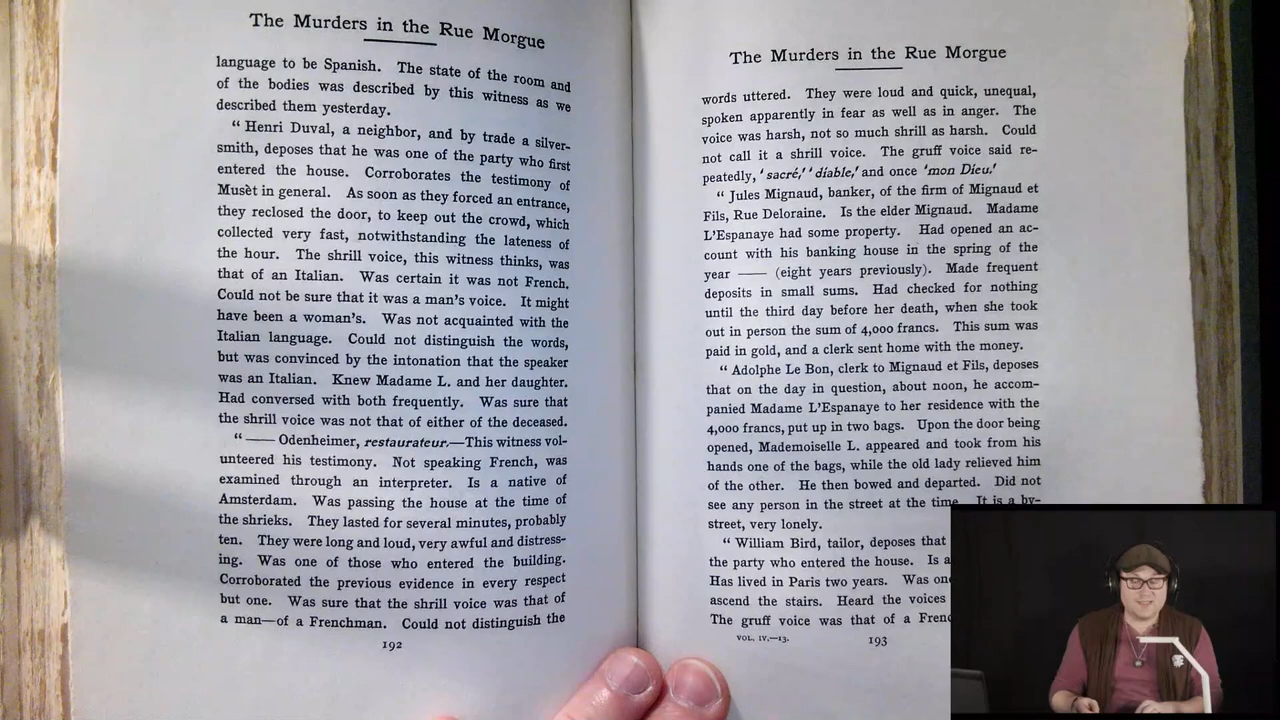 The Murders in the Rue Morgue
language to be Spanish. The state of the room and
of the bodies was described by this witness as we
described them yesterday.
“ Henri Duval, a neighbor, and by trade a silver-
smith, deposes that he was one of the party who first
entered the house. Corroborates the testimony of
Musèt in general. As soon as they forced an entrance,
they reclosed the door, to keep out the crowd, which
collected very fast, notwithstanding the lateness of
the hour. The shrill voice, this witness thinks, was
that of an Italian. Was certain it was not French.
Could not be sure that it was a man’s voice. It might
have been a woman’s. Was not acquainted with the
Italian language. Could not distinguish the words,
but was convinced by the intonation that the speaker
was an Italian. Knew Madame L. and her daughter.
Had conversed with both frequently. Was sure that
the shrill voice was not that of either of the deceased.
“ —— Odenheimer, restaurateur.—This witness vol-
unteered his testimony. Not speaking French, was
examined through an interpreter. Is a native of
Amsterdam. Was passing the house at the time of
the shrieks. They lasted for several minutes, probably
ten. They were long and loud, very awful and distress-
ing. Was one of those who entered the building.
Corroborated the previous evidence in every respect
but one. Was sure that the shrill voice was that of
a man—of a Frenchman. Could not distinguish the
192
The Murders in the Rue Morgue
words uttered. They were loud and quick, unequal,
spoken apparently in fear as well as in anger. The
voice was harsh, not so much shrill as harsh. Could
not call it a shrill voice. The gruff voice said re-
peatedly, ‘ sacré,’ ‘ diable,’ and once ‘mon Dieu.’
“ Jules Mignaud, banker, of the firm of Mignaud et
Fils, Rue Deloraine. Is the elder Mignaud. Madame
L’Espanaye had some property. Had opened an ac-
count with his banking house in the spring of the
year —— (eight years previously). Made frequent
deposits in small sums. Had checked for nothing
until the third day before her death, when she took
out in person the sum of 4,000 francs. This sum was
paid in gold, and a clerk sent home with the money.
“ Adolphe Le Bon, clerk to Mignaud et Fils, deposes
that on the day in question, about noon, he accom-
panied Madame L’Espanaye to her residence with the
4,000 francs, put up in two bags. Upon the door being
opened, Mademoiselle L. appeared and took from his
hands one of the bags, while the old lady relieved him
of the other. He then bowed and departed. Did not
see any person in the street at the time. It is a by-
street, very lonely.
“ William Bird, tailor, deposes that
the party who entered the house. Is a
Has lived in Paris two years. Was one
ascend the stairs. Heard the voices
The gruff voice was that of a
VOL. IV.—13.
193